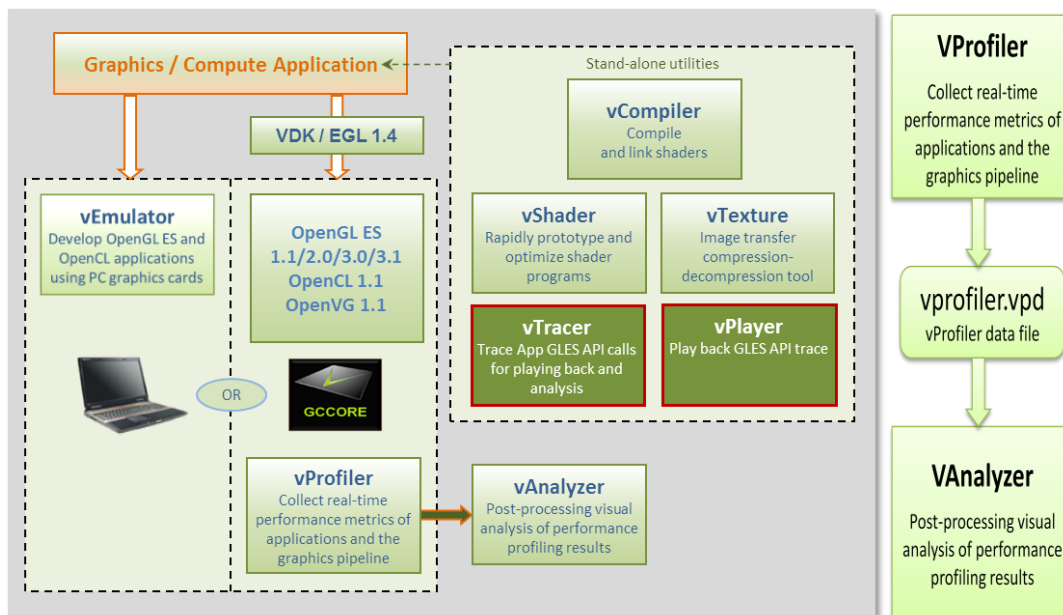 Graphics / Compute Application
VDK / EGL 1.4
vEmulator
Develop OpenGL ES and
OpenCL applications
using PC graphics cards
OpenGL ES
1.1/2.0/3.0/3.1
OpenCL 1.1
OpenVG 1.1
OR
GCCORE
vProfiler
Collect real-time
performance metrics of
applications and the
graphics pipeline
vAnalyzer
Post-processing visual
analysis of performance
profiling results
Stand-alone utilities
vCompiler
Compile
and link shaders
vShader
Rapidly prototype and
optimize shader
programs
vTexture
Image transfer
compression-
decompression tool
vTracer
Trace App GLES API calls
for playing back and
analysis
vPlayer
Play back GLES API trace
VProfiler
Collect real-time
performance metrics of
applications and the
graphics pipeline
vprofiler.vpd
vProfiler data file
VAnalyzer
Post-processing visual
analysis of performance
profiling results